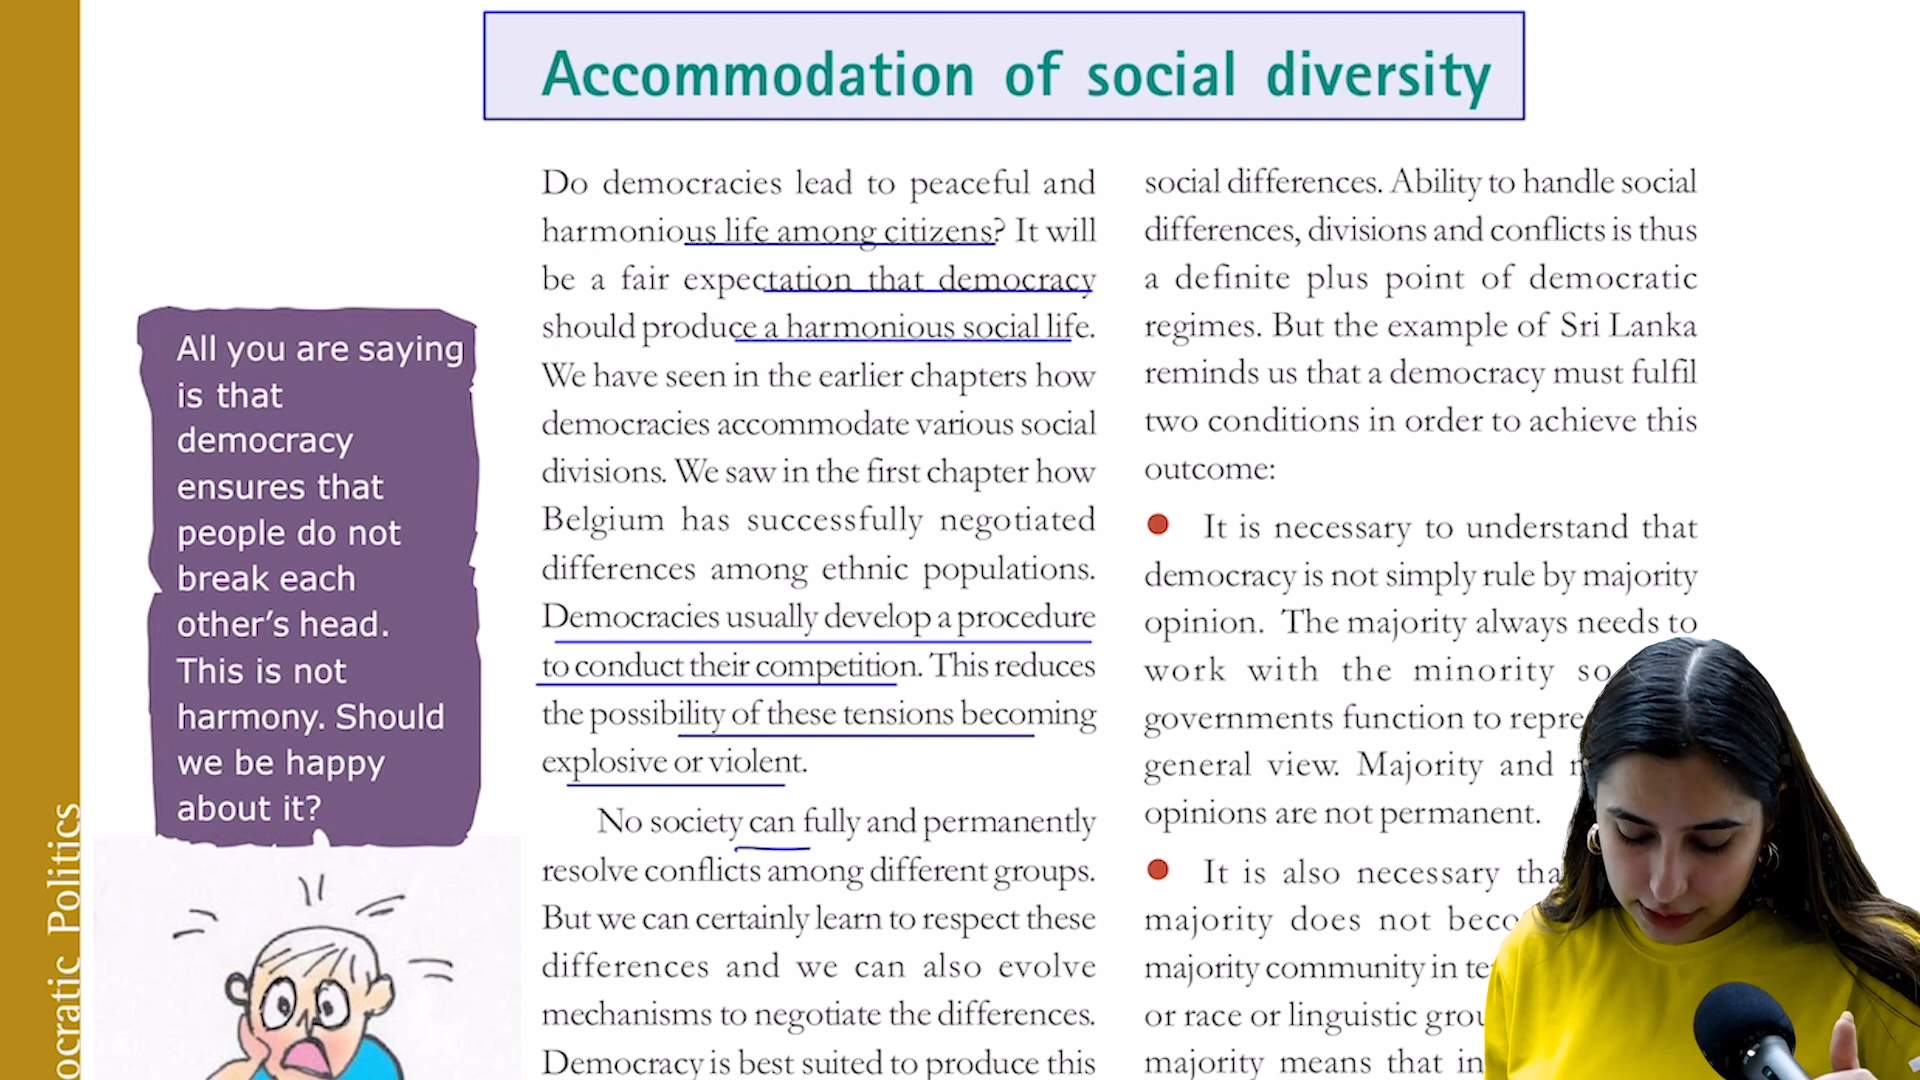 Accommodation of social diversity
Do democracies lead to peaceful and
harmonious life among citizens? It will
be a fair expectation that democracy
should produce a harmonious social life.
We have seen in the earlier chapters how
democracies accommodate various social
divisions. We saw in the first chapter how
Belgium has successfully negotiated
differences among ethnic populations.
Democracies usually develop a procedure
to conduct their competition. This reduces
the possibility of these tensions becoming
explosive or violent.
No society can fully and permanently
resolve conflicts among different groups.
But we can certainly learn to respect these
differences and we can also evolve
mechanisms to negotiate the differences.
Democracy is best suited to produce this
social differences. Ability to handle social
differences, divisions and conflicts is thus
a definite plus point of democratic
regimes. But the example of Sri Lanka
reminds us that a democracy must fulfil
two conditions in order to achieve this
outcome:
It is necessary to understand that
democracy is not simply rule by majority
opinion. The majority always needs to
work with the minority
governments function to
general view. Majority and
opinions are not permanent.
It is also necessary
majority does not
majority community in
or race or linguistic
majority means that in
All you are saying
is that
democracy
ensures that
people do not
break each
other's head.
This is not
harmony. Should
we be happy
about it?
Politics